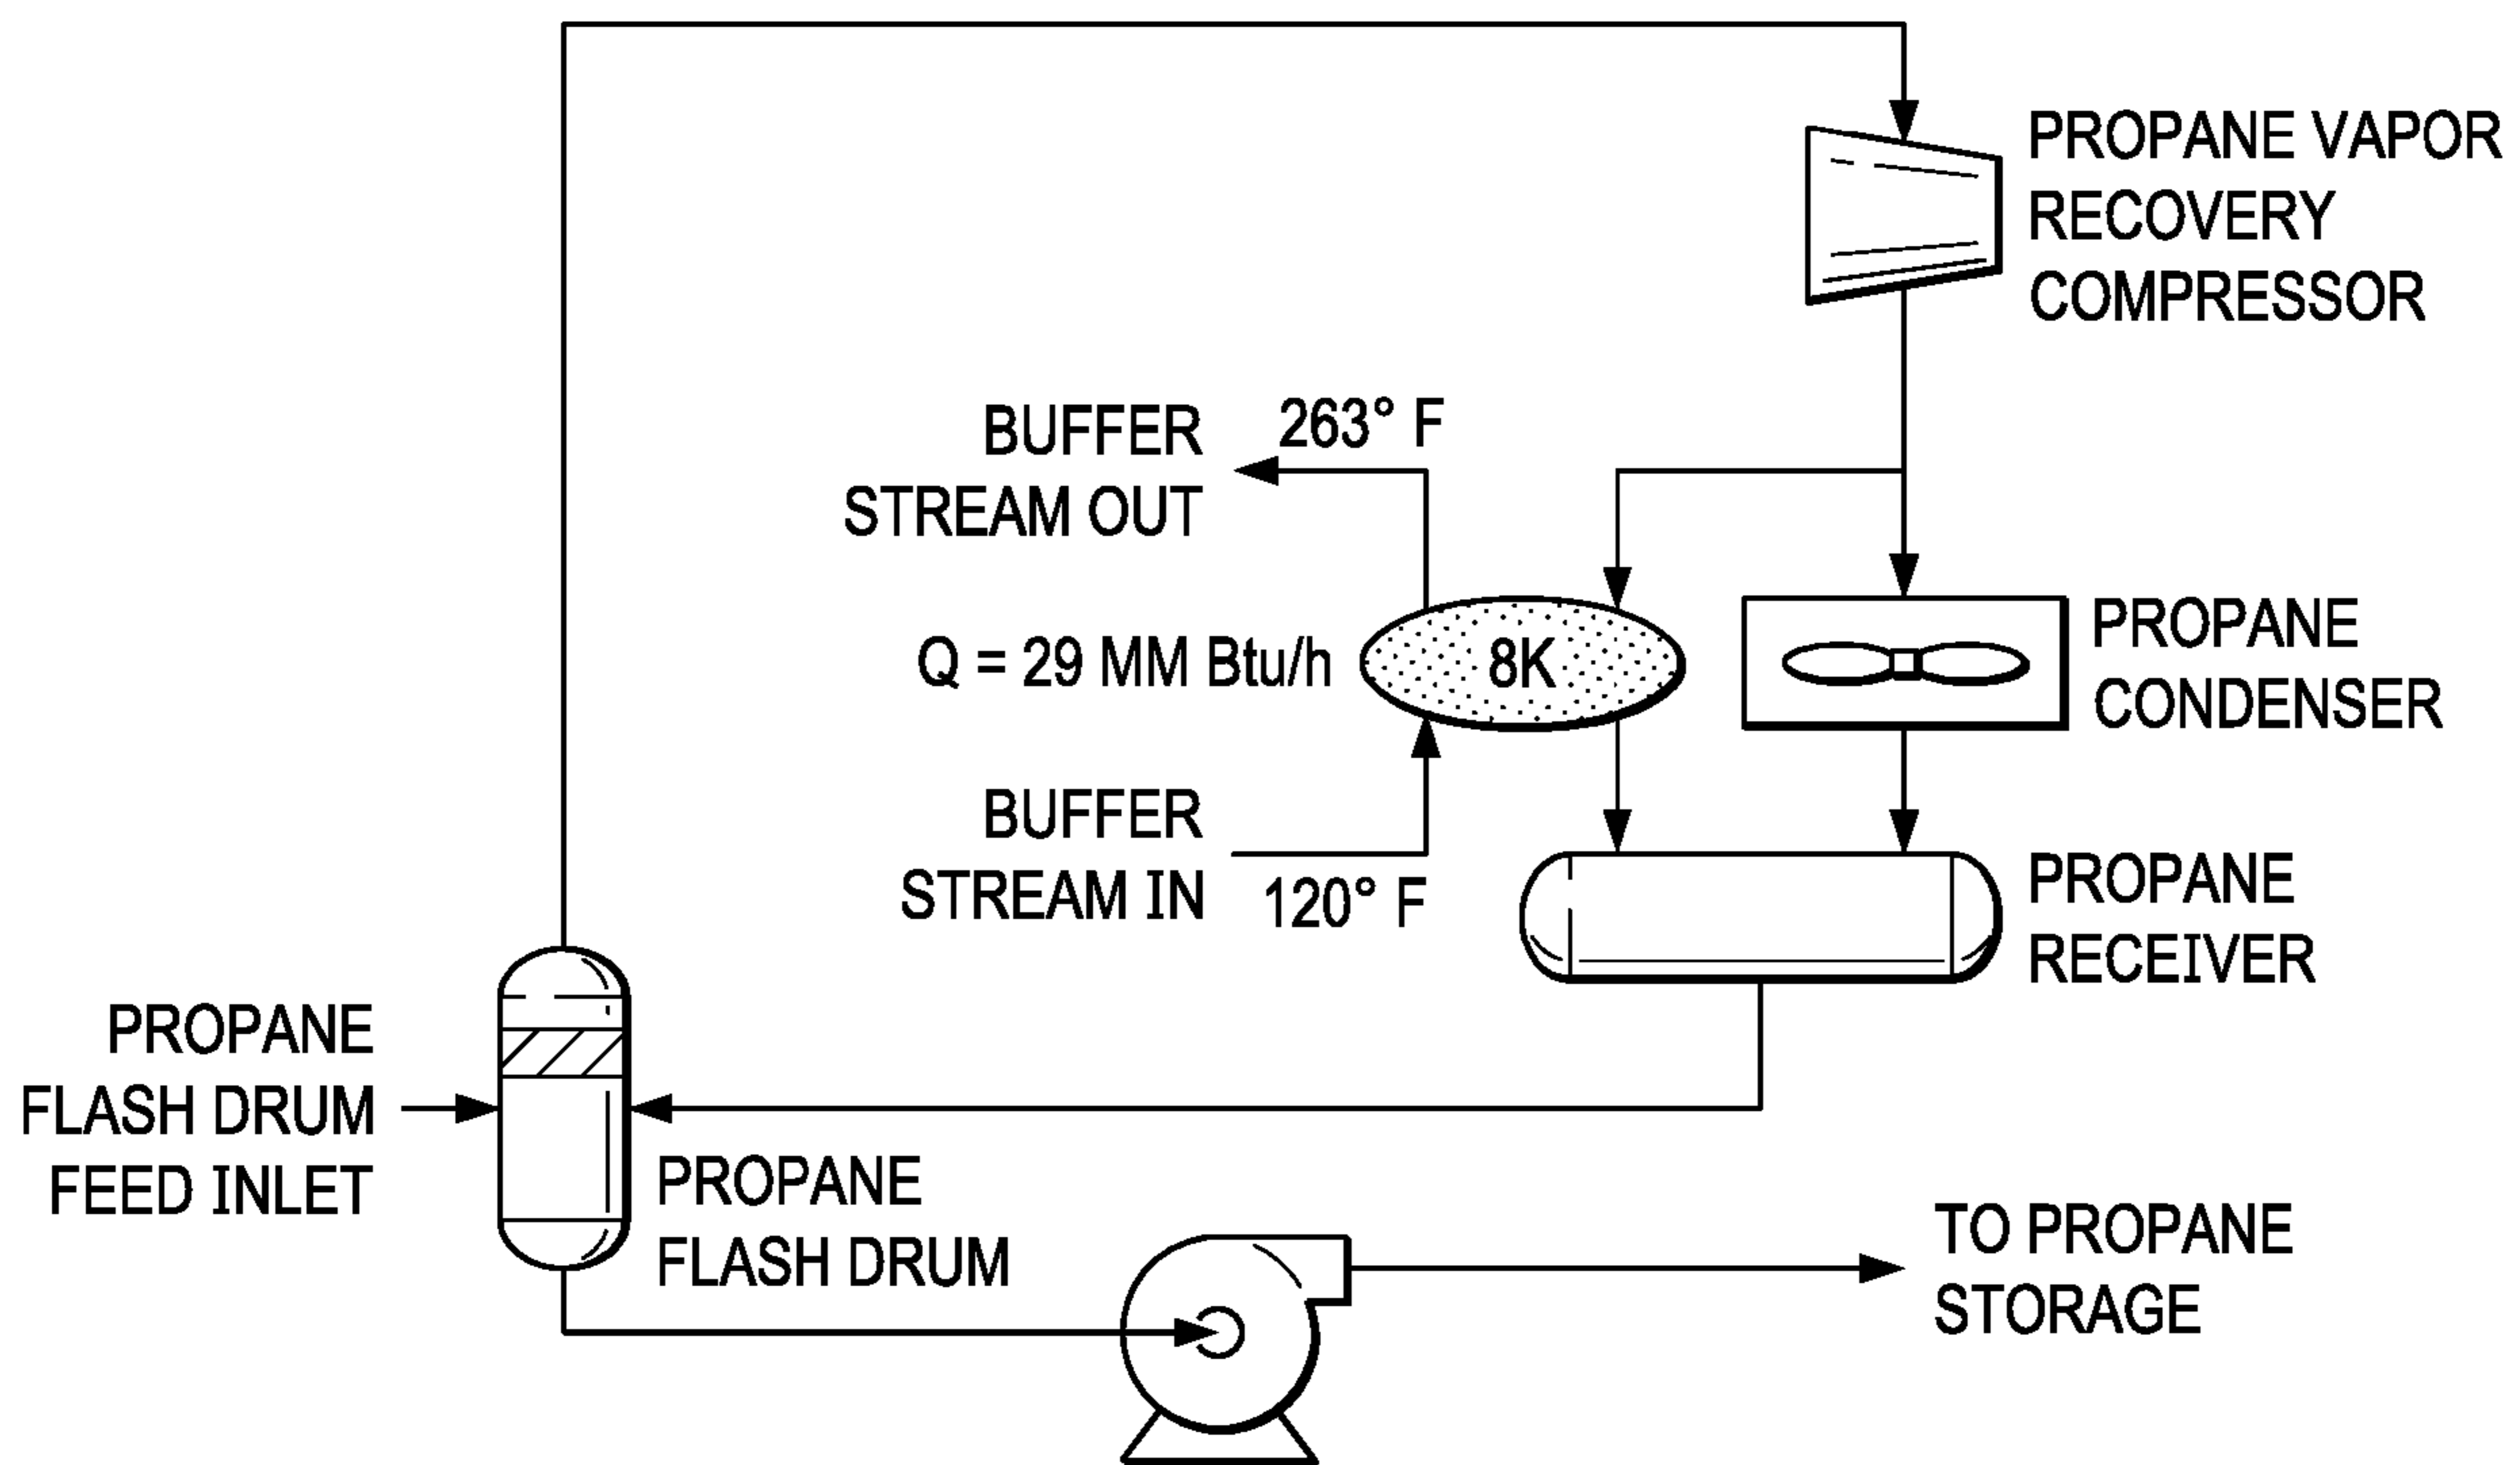 PROPANE VAPOR
RECOVERY
COMPRESSOR
BUFFER
STREAM OUT
263° F
Q = 29 MM Btu/h
8K
PROPANE
CONDENSER
BUFFER
STREAM IN
120° F
PROPANE
RECEIVER
PROPANE
FLASH DRUM
FEED INLET
PROPANE
FLASH DRUM
TO PROPANE
STORAGE